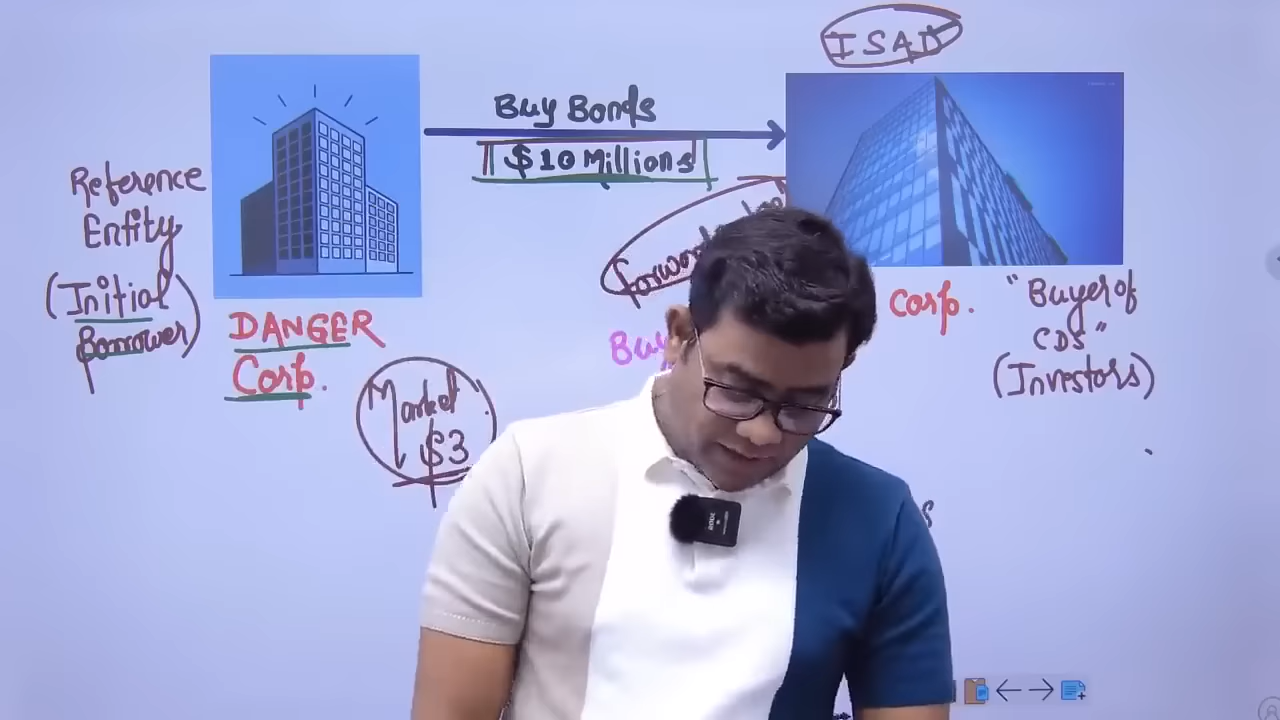 ISAD
Buy Bonds
$10 Millions
Reference
Entity
(Initial
Borrower)
DANGER
Corp.
Market
$3
Corp.
"Buyer of
CDS"
(Investors)